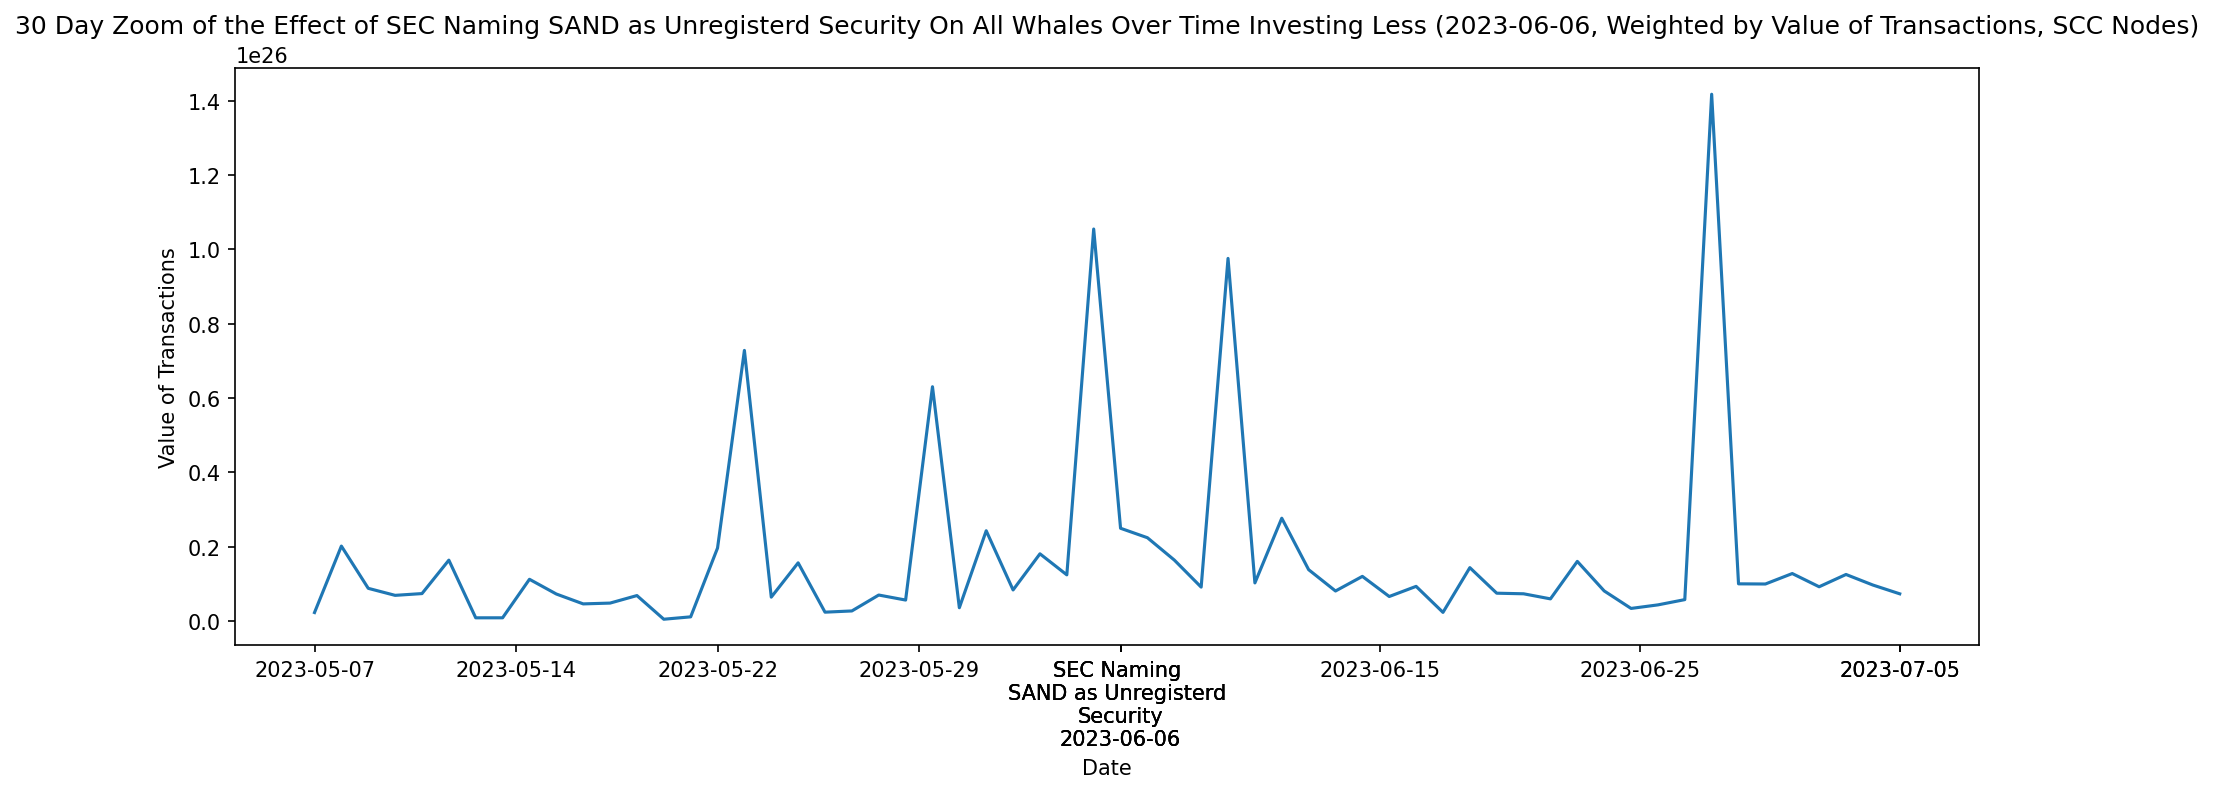 30 Day Zoom of the Effect of SEC Naming SAND as Unregisterd Security On All Whales Over Time Investing Less (2023-06-06, Weighted by Value of Transactions, SCC Nodes)
1e26
1.4
1.2
1.0
0.8
0.6
0.4
0.2
0.0
Value of Transactions
2023-05-07 2023-05-14 2023-05-22 2023-05-29 SEC Naming 2023-06-15 2023-06-25 2023-07-05
SAND as Unregisterd
Security
2023-06-06
Date